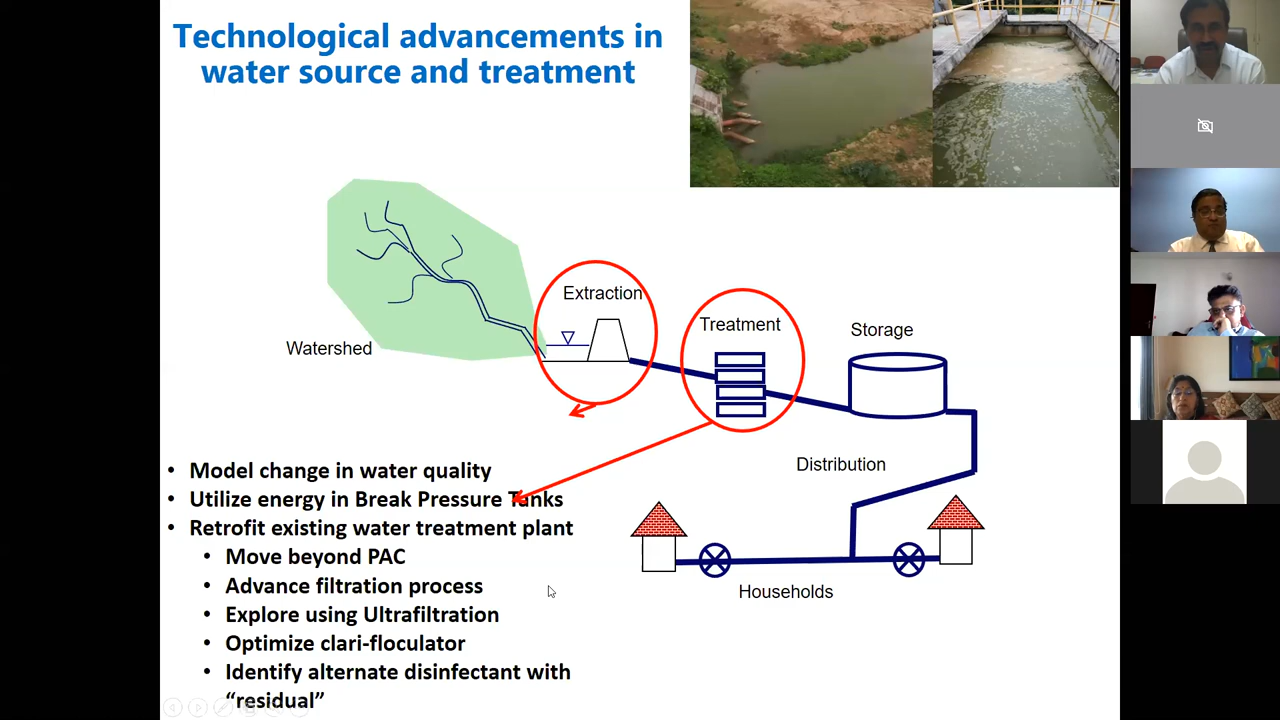 Technological advancements in
water source and treatment
Extraction
Treatment
Storage
Watershed
Distribution
Households
• Model change in water quality
• Utilize energy in Break Pressure Tanks
• Retrofit existing water treatment plant
• Move beyond PAC
• Advance filtration process
• Explore using Ultrafiltration
• Optimize clari-floculator
• Identify alternate disinfectant with
“residual”